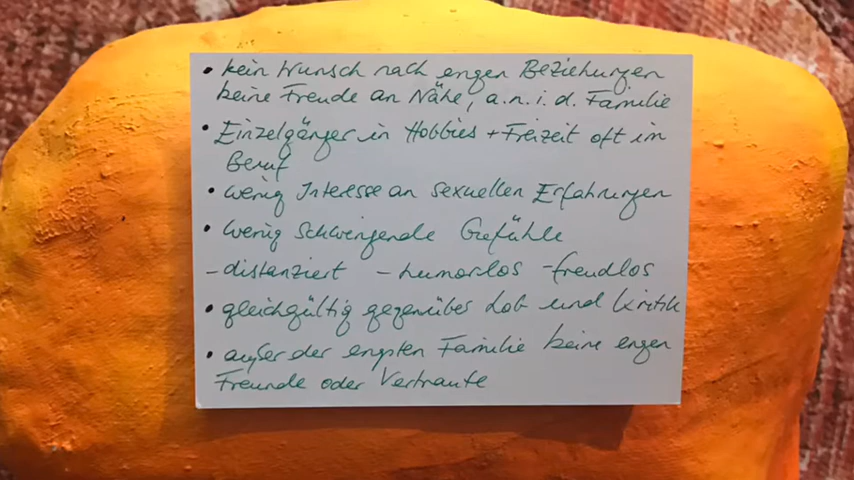 • kein Wunsch nach engen Beziehungen
keine Freude an Nähe, a.n.i.d. Familie
• Einzelgänger in Hobbies + Freizeit oft im
Beruf
• wenig Interesse an sexuellen Erfahrungen
• wenig schwingende Gefühle
- distanziert - humorlos - freudlos
• gleichgültig gegenüber Lob und Kritik
• außer der engsten Familie keine engen
Freunde oder Vertraute